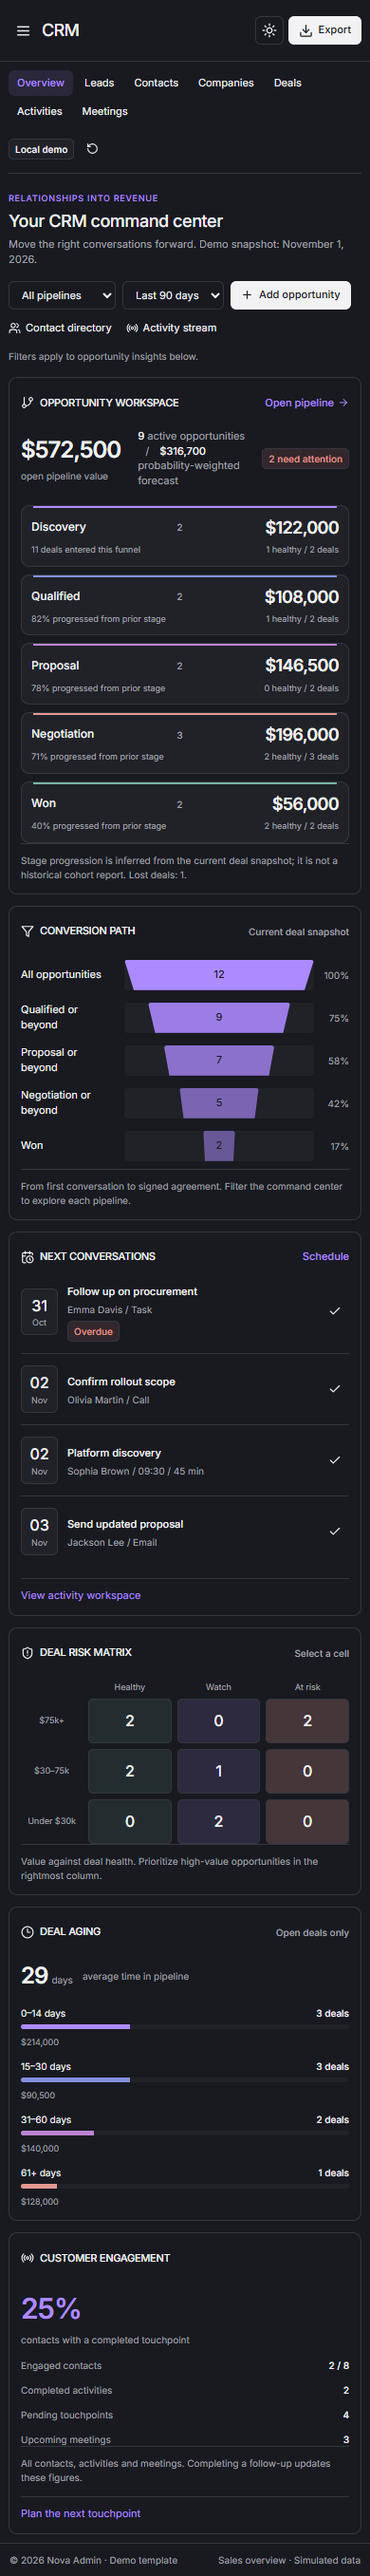 CRM
Export
Overview Leads Contacts Companies Deals
Activities Meetings
Local demo
RELATIONSHIPS INTO REVENUE
Your CRM command center
Move the right conversations forward. Demo snapshot: November 1,
2026.
All pipelines Last 90 days Add opportunity
Contact directory Activity stream
Filters apply to opportunity insights below.
OPPORTUNITY WORKSPACE Open pipeline →
$572,500
open pipeline value
9 active opportunities
/ $316,700
probability-weighted
forecast
2 need attention
Discovery 2 $122,000
11 deals entered this funnel 1 healthy / 2 deals
Qualified 2 $108,000
82% progressed from prior stage 1 healthy / 2 deals
Proposal 2 $146,500
78% progressed from prior stage 0 healthy / 2 deals
Negotiation 3 $196,000
71% progressed from prior stage 2 healthy / 3 deals
Won 2 $56,000
40% progressed from prior stage 2 healthy / 2 deals
Stage progression is inferred from the current deal snapshot; it is not a
historical cohort report. Lost deals: 1.
CONVERSION PATH Current deal snapshot
All opportunities 12 100%
Qualified or
beyond 9 75%
Proposal or
beyond 7 58%
Negotiation or
beyond 5 42%
Won 2 17%
From first conversation to signed agreement. Filter the command center
to explore each pipeline.
NEXT CONVERSATIONS Schedule
31 Oct
Follow up on procurement
Emma Davis / Task
Overdue
02 Nov
Confirm rollout scope
Olivia Martin / Call
02 Nov
Platform discovery
Sophia Brown / 09:30 / 45 min
03 Nov
Send updated proposal
Jackson Lee / Email
View activity workspace
DEAL RISK MATRIX Select a cell
Healthy Watch At risk
$75k+ 2 0 2
$30–75k 2 1 0
Under $30k 0 2 0
Value against deal health. Prioritize high-value opportunities in the
rightmost column.
DEAL AGING Open deals only
29 days average time in pipeline
0–14 days 3 deals
$214,000
15–30 days 3 deals
$90,500
31–60 days 2 deals
$140,000
61+ days 1 deals
$128,000
CUSTOMER ENGAGEMENT
25%
contacts with a completed touchpoint
Engaged contacts 2 / 8
Completed activities 2
Pending touchpoints 4
Upcoming meetings 3
All contacts, activities and meetings. Completing a follow-up updates
these figures.
Plan the next touchpoint
© 2026 Nova Admin · Demo template Sales overview · Simulated data